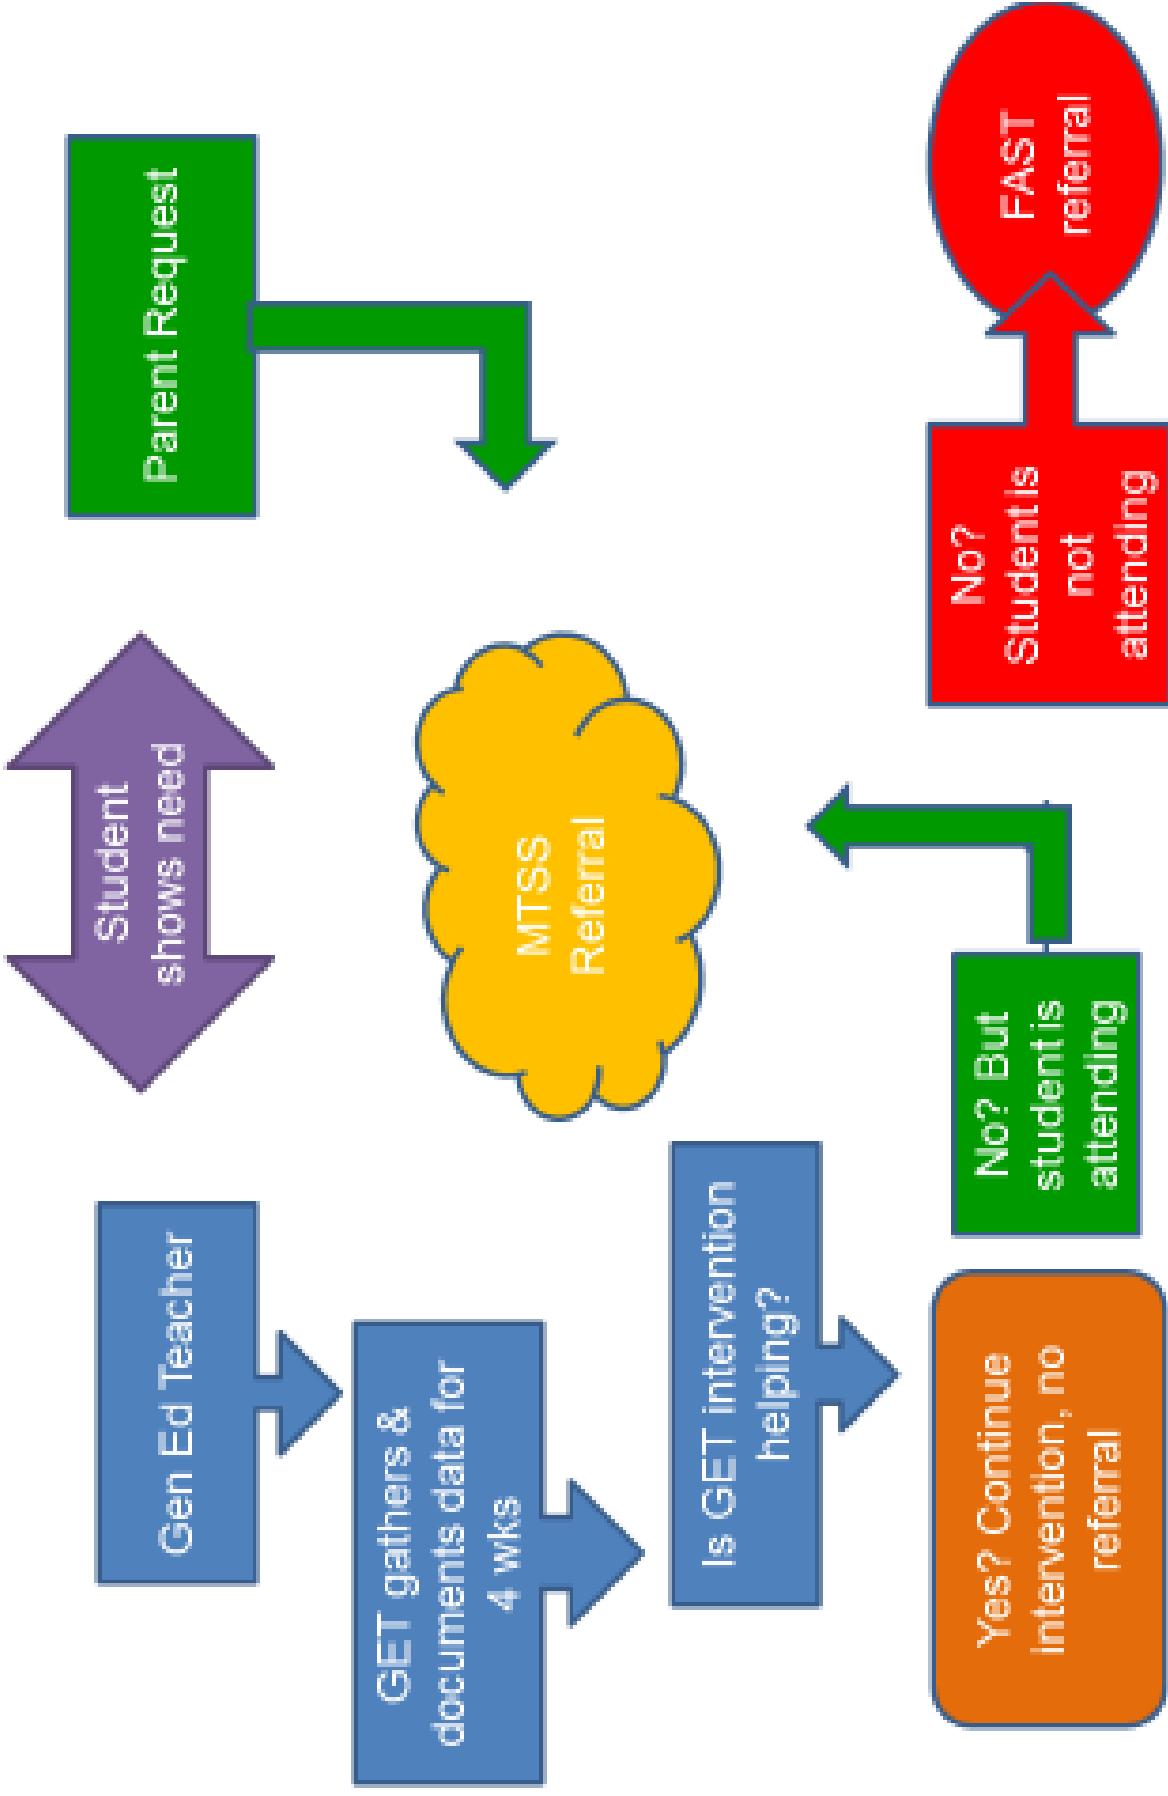 Student
shows need
Gen Ed Teacher
Parent Request
GET gathers &
documents data for
4 wks
MTSS
Referral
Is GET intervention
helping?
Yes? Continue
intervention, no
referral
No? But
student is
attending
No?
Student is
not
attending
FAST
referral